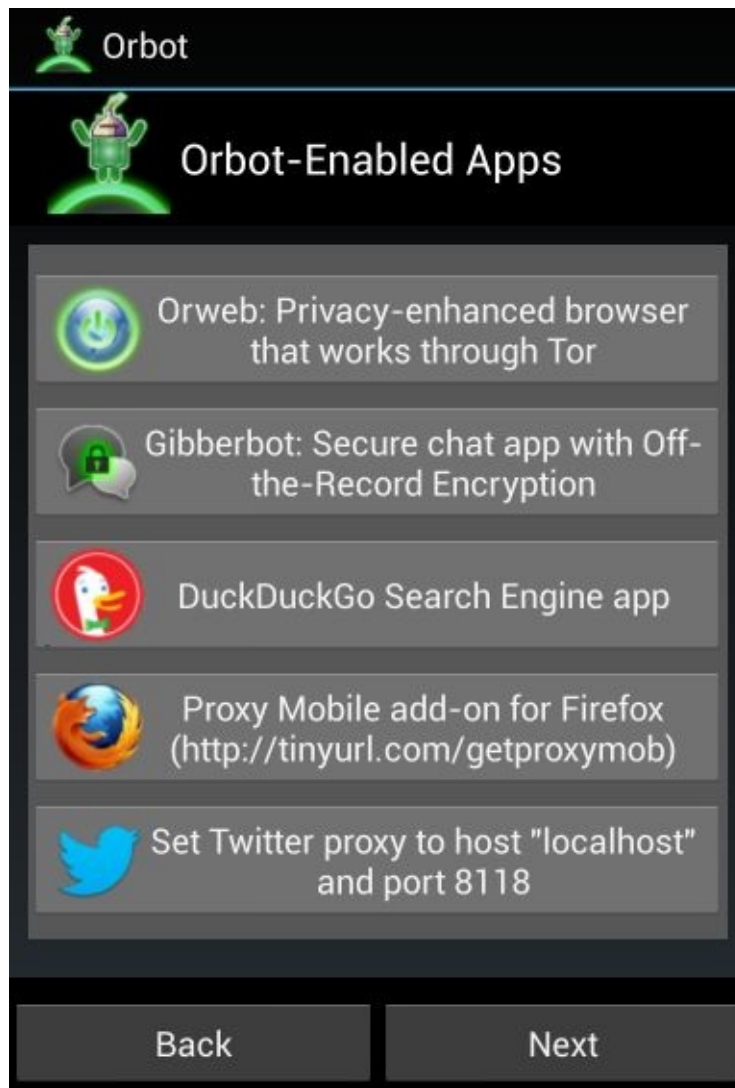 Orbot
Orbot-Enabled Apps
Orweb: Privacy-enhanced browser
that works through Tor
Gibberbot: Secure chat app with Off-
the-Record Encryption
DuckDuckGo Search Engine app
Proxy Mobile add-on for Firefox
(http://tinyurl.com/getproxymob)
Set Twitter proxy to host "localhost"
and port 8118
Back
Next